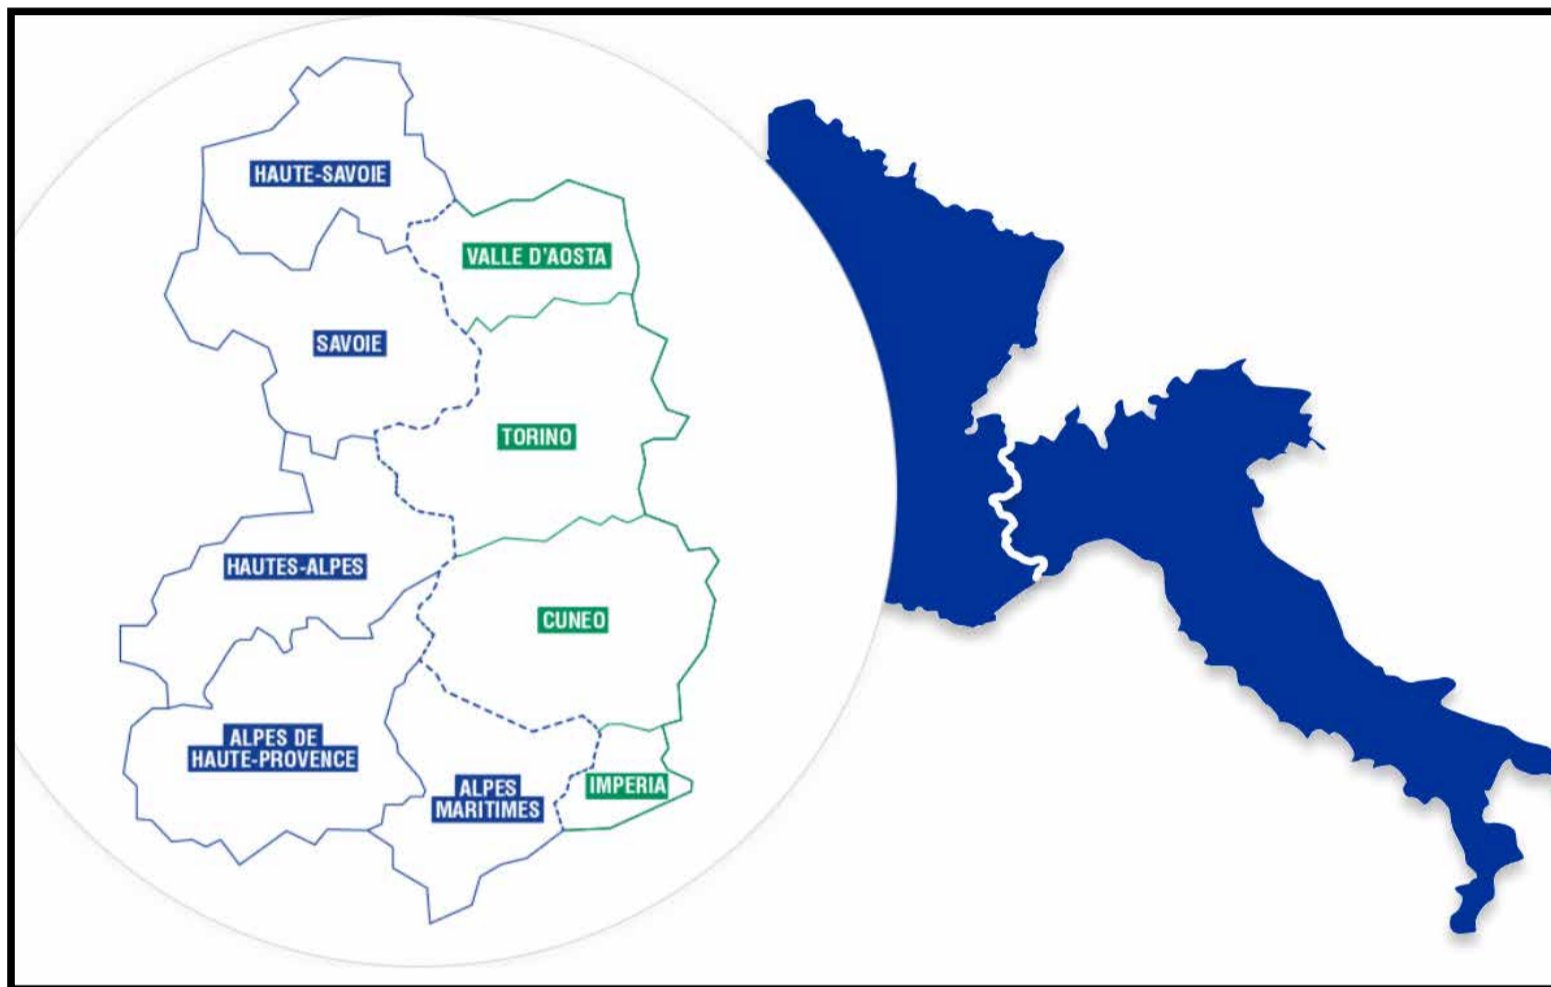 HAUTE-SAVOIE
VALLE D'AOSTA
SAVOIE
TORINO
HAUTES-ALPES
CUNEO
ALPES DE
HAUTE-PROVENCE
ALPES
MARITIMES
IMPERIA